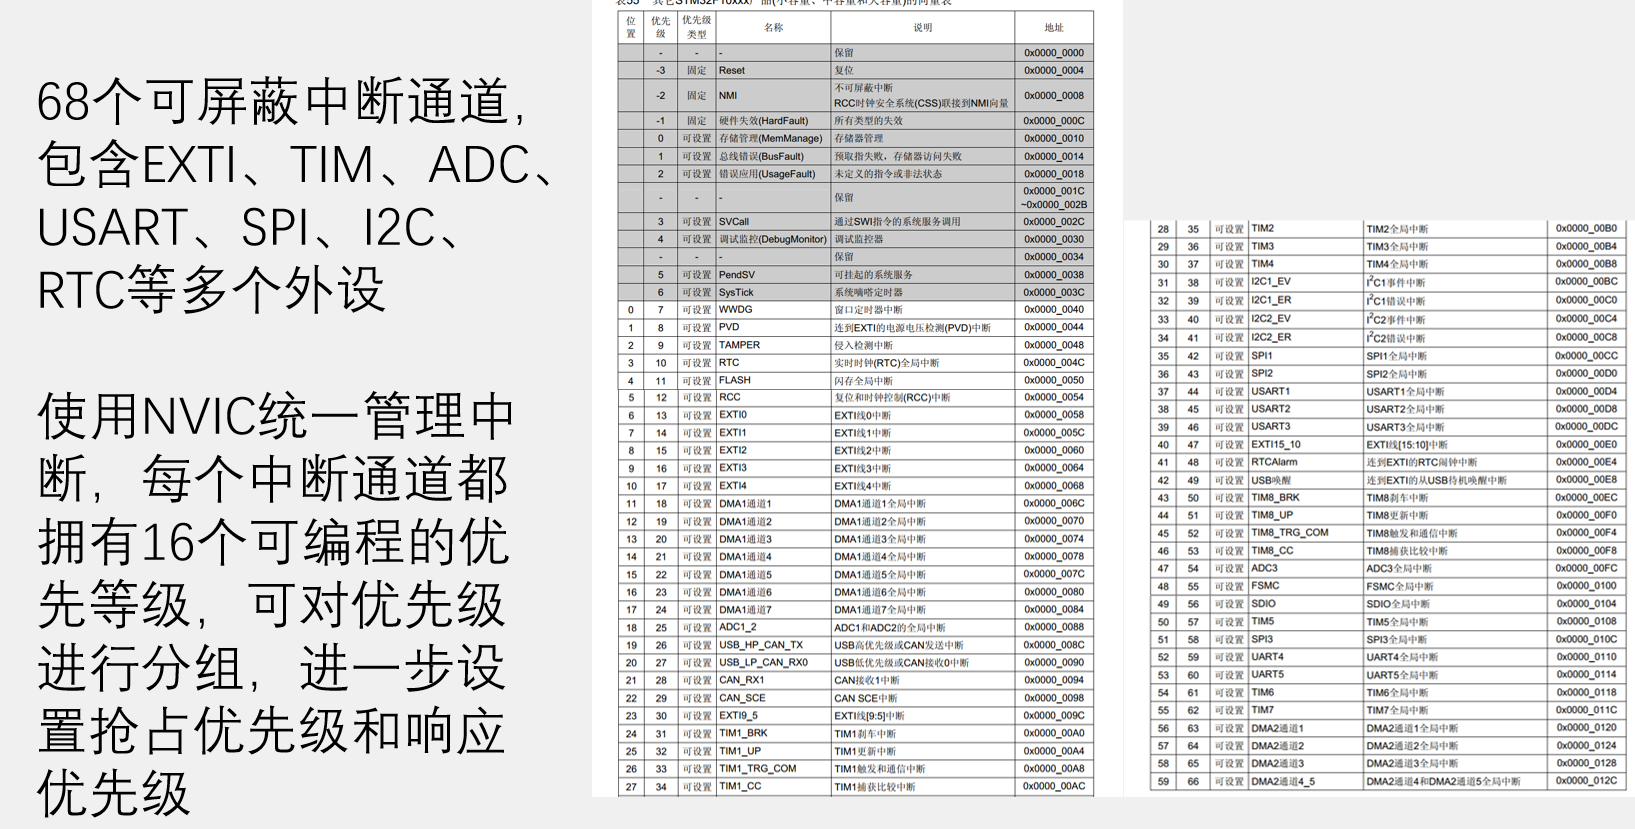 68个可屏蔽中断通道，
包含EXTI、TIM、ADC、
USART、SPI、I2C、
RTC等多个外设
使用NVIC统一管理中
断，每个中断通道都
拥有16个可编程的优
先等级，可对优先级
进行分组，进一步设
置抢占优先级和响应
优先级
表55 其它STM32F10xxx产品(小容量、中容量和大容量)的向量表
位置 优先级 优先级类型 名称 说明 地址
- - - 保留 0x0000_0000
-3 固定 Reset 复位 0x0000_0004
-2 固定 NMI 不可屏蔽中断 RCC时钟安全系统(CSS)联接到NMI向量 0x0000_0008
-1 固定 硬件失效(HardFault) 所有类型的失效 0x0000_000C
0 可设置 存储管理(MemManage) 存储器管理 0x0000_0010
1 可设置 总线错误(BusFault) 预取指失败，存储器访问失败 0x0000_0014
2 可设置 错误应用(UsageFault) 未定义的指令或非法状态 0x0000_0018
- - - 保留 0x0000_001C ~0x0000_002B
3 可设置 SVCall 通过SWI指令的系统服务调用 0x0000_002C
4 可设置 调试监控(DebugMonitor) 调试监控器 0x0000_0030
- - - 保留 0x0000_0034
5 可设置 PendSV 可挂起的系统服务 0x0000_0038
6 可设置 SysTick 系统嘀嗒定时器 0x0000_003C
0 7 可设置 WWDG 窗口定时器中断 0x0000_0040
1 8 可设置 PVD 连到EXTI的电源电压检测(PVD)中断 0x0000_0044
2 9 可设置 TAMPER 侵入检测中断 0x0000_0048
3 10 可设置 RTC 实时时钟(RTC)全局中断 0x0000_004C
4 11 可设置 FLASH 闪存全局中断 0x0000_0050
5 12 可设置 RCC 复位和时钟控制(RCC)中断 0x0000_0054
6 13 可设置 EXTI0 EXTI线0中断 0x0000_0058
7 14 可设置 EXTI1 EXTI线1中断 0x0000_005C
8 15 可设置 EXTI2 EXTI线2中断 0x0000_0060
9 16 可设置 EXTI3 EXTI线3中断 0x0000_0064
10 17 可设置 EXTI4 EXTI线4中断 0x0000_0068
11 18 可设置 DMA1通道1 DMA1通道1全局中断 0x0000_006C
12 19 可设置 DMA1通道2 DMA1通道2全局中断 0x0000_0070
13 20 可设置 DMA1通道3 DMA1通道3全局中断 0x0000_0074
14 21 可设置 DMA1通道4 DMA1通道4全局中断 0x0000_0078
15 22 可设置 DMA1通道5 DMA1通道5全局中断 0x0000_007C
16 23 可设置 DMA1通道6 DMA1通道6全局中断 0x0000_0080
17 24 可设置 DMA1通道7 DMA1通道7全局中断 0x0000_0084
18 25 可设置 ADC1_2 ADC1和ADC2的全局中断 0x0000_0088
19 26 可设置 USB_HP_CAN_TX USB高优先级或CAN发送中断 0x0000_008C
20 27 可设置 USB_LP_CAN_RX0 USB低优先级或CAN接收0中断 0x0000_0090
21 28 可设置 CAN_RX1 CAN接收1中断 0x0000_0094
22 29 可设置 CAN_SCE CAN SCE中断 0x0000_0098
23 30 可设置 EXTI9_5 EXTI线[9:5]中断 0x0000_009C
24 31 可设置 TIM1_BRK TIM1刹车中断 0x0000_00A0
25 32 可设置 TIM1_UP TIM1更新中断 0x0000_00A4
26 33 可设置 TIM1_TRG_COM TIM1触发和通信中断 0x0000_00A8
27 34 可设置 TIM1_CC TIM1捕获比较中断 0x0000_00AC
28 35 可设置 TIM2 TIM2全局中断 0x0000_00B0
29 36 可设置 TIM3 TIM3全局中断 0x0000_00B4
30 37 可设置 TIM4 TIM4全局中断 0x0000_00B8
31 38 可设置 I2C1_EV I²C1事件中断 0x0000_00BC
32 39 可设置 I2C1_ER I²C1错误中断 0x0000_00C0
33 40 可设置 I2C2_EV I²C2事件中断 0x0000_00C4
34 41 可设置 I2C2_ER I²C2错误中断 0x0000_00C8
35 42 可设置 SPI1 SPI1全局中断 0x0000_00CC
36 43 可设置 SPI2 SPI2全局中断 0x0000_00D0
37 44 可设置 USART1 USART1全局中断 0x0000_00D4
38 45 可设置 USART2 USART2全局中断 0x0000_00D8
39 46 可设置 USART3 USART3全局中断 0x0000_00DC
40 47 可设置 EXTI15_10 EXTI线[15:10]中断 0x0000_00E0
41 48 可设置 RTCAlarm 连到EXTI的RTC闹钟中断 0x0000_00E4
42 49 可设置 USB唤醒 连到EXTI的从USB待机唤醒中断 0x0000_00E8
43 50 可设置 TIM8_BRK TIM8刹车中断 0x0000_00EC
44 51 可设置 TIM8_UP TIM8更新中断 0x0000_00F0
45 52 可设置 TIM8_TRG_COM TIM8触发和通信中断 0x0000_00F4
46 53 可设置 TIM8_CC TIM8捕获比较中断 0x0000_00F8
47 54 可设置 ADC3 ADC3全局中断 0x0000_00FC
48 55 可设置 FSMC FSMC全局中断 0x0000_0100
49 56 可设置 SDIO SDIO全局中断 0x0000_0104
50 57 可设置 TIM5 TIM5全局中断 0x0000_0108
51 58 可设置 SPI3 SPI3全局中断 0x0000_010C
52 59 可设置 UART4 UART4全局中断 0x0000_0110
53 60 可设置 UART5 UART5全局中断 0x0000_0114
54 61 可设置 TIM6 TIM6全局中断 0x0000_0118
55 62 可设置 TIM7 TIM7全局中断 0x0000_011C
56 63 可设置 DMA2通道1 DMA2通道1全局中断 0x0000_0120
57 64 可设置 DMA2通道2 DMA2通道2全局中断 0x0000_0124
58 65 可设置 DMA2通道3 DMA2通道3全局中断 0x0000_0128
59 66 可设置 DMA2通道4_5 DMA2通道4和DMA2通道5全局中断 0x0000_012C